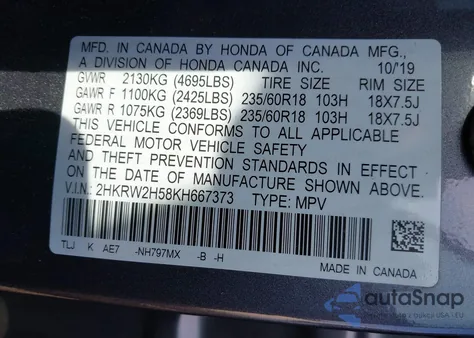 MFD. IN CANADA BY HONDA OF CANADA MFG.,
A DIVISION OF HONDA CANADA INC. 10/'19
GVWR 2130KG (4695LBS) TIRE SIZE RIM SIZE
GAWR F 1100KG (2425LBS) 235/60R18 103H 18X7.5J
GAWR R 1075KG (2369LBS) 235/60R18 103H 18X7.5J
THIS VEHICLE CONFORMS TO ALL APPLICABLE
FEDERAL MOTOR VEHICLE SAFETY
AND THEFT PREVENTION STANDARDS IN EFFECT
ON THE DATE OF MANUFACTURE SHOWN ABOVE.
V.I.N.: 2HKRW2H58KH667373 TYPE: MPV
TLJ K AE7 -NH797MX -B -H
MADE IN CANADA
autoSnap
z aukcji USA i EU